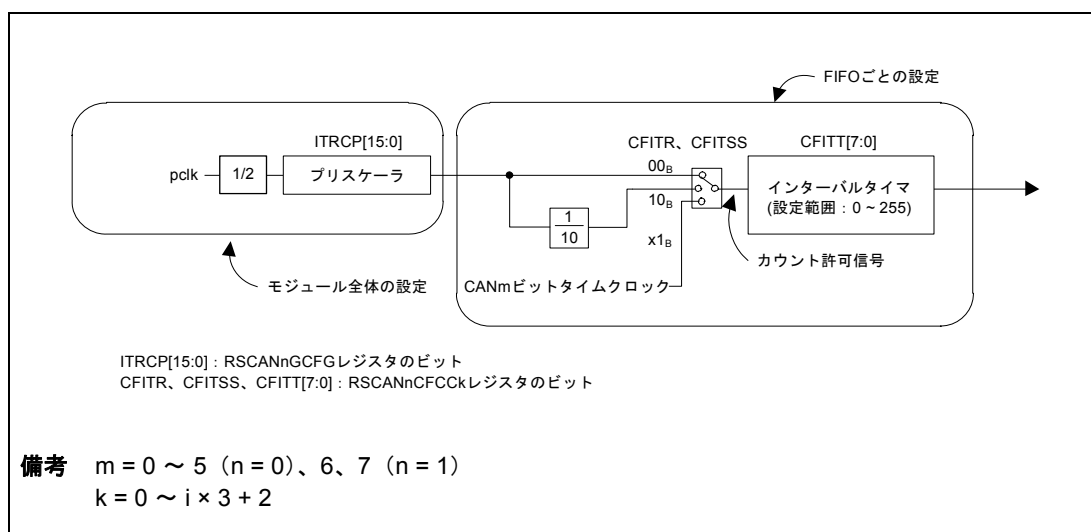 FIFOごとの設定
ITRCP[15:0]
CFITR、CFITSS
CFITT[7:0]
pclk
1/2
プリスケーラ
00B
10B
x1B
1
10
インターバルタイマ
(設定範囲：0 ~ 255)
カウント許可信号
モジュール全体の設定
CANmビットタイムクロック
ITRCP[15:0]：RSCANnGCFGレジスタのビット
CFITR、CFITSS、CFITT[7:0]：RSCANnCFCCkレジスタのビット
備考 m = 0 ～ 5（n = 0）、6、7（n = 1）
k = 0 ～ i × 3 + 2